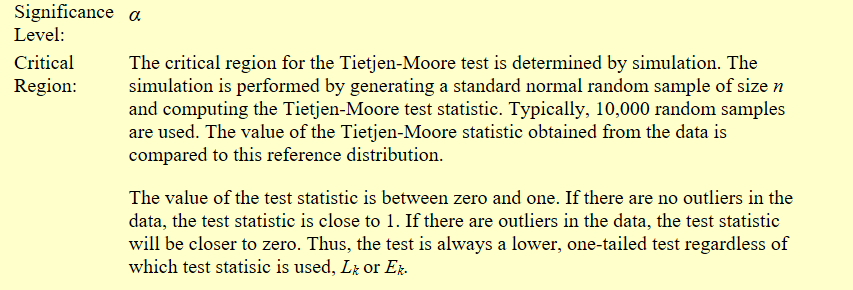 Significance α
Level:
Critical The critical region for the Tietjen-Moore test is determined by simulation. The
Region: simulation is performed by generating a standard normal random sample of size n
and computing the Tietjen-Moore test statistic. Typically, 10,000 random samples
are used. The value of the Tietjen-Moore statistic obtained from the data is
compared to this reference distribution.
The value of the test statistic is between zero and one. If there are no outliers in the
data, the test statistic is close to 1. If there are outliers in the data, the test statistic
will be closer to zero. Thus, the test is always a lower, one-tailed test regardless of
which test statisic is used, Lk or Ek.